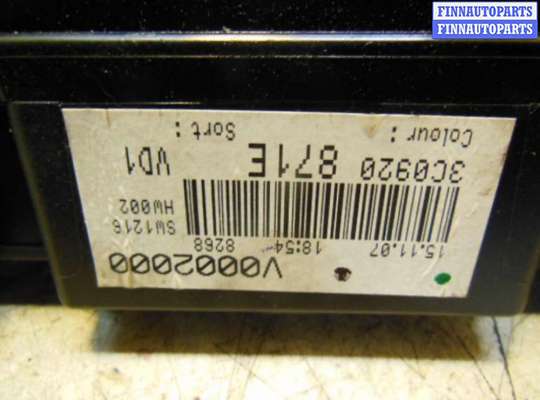 FINNAUTOPARTS
FINNAUTOPARTS
V0002000
15.11.07 18:54 8268
SW1216
HW002
3C0920 871E VD1
Colour : Sort :